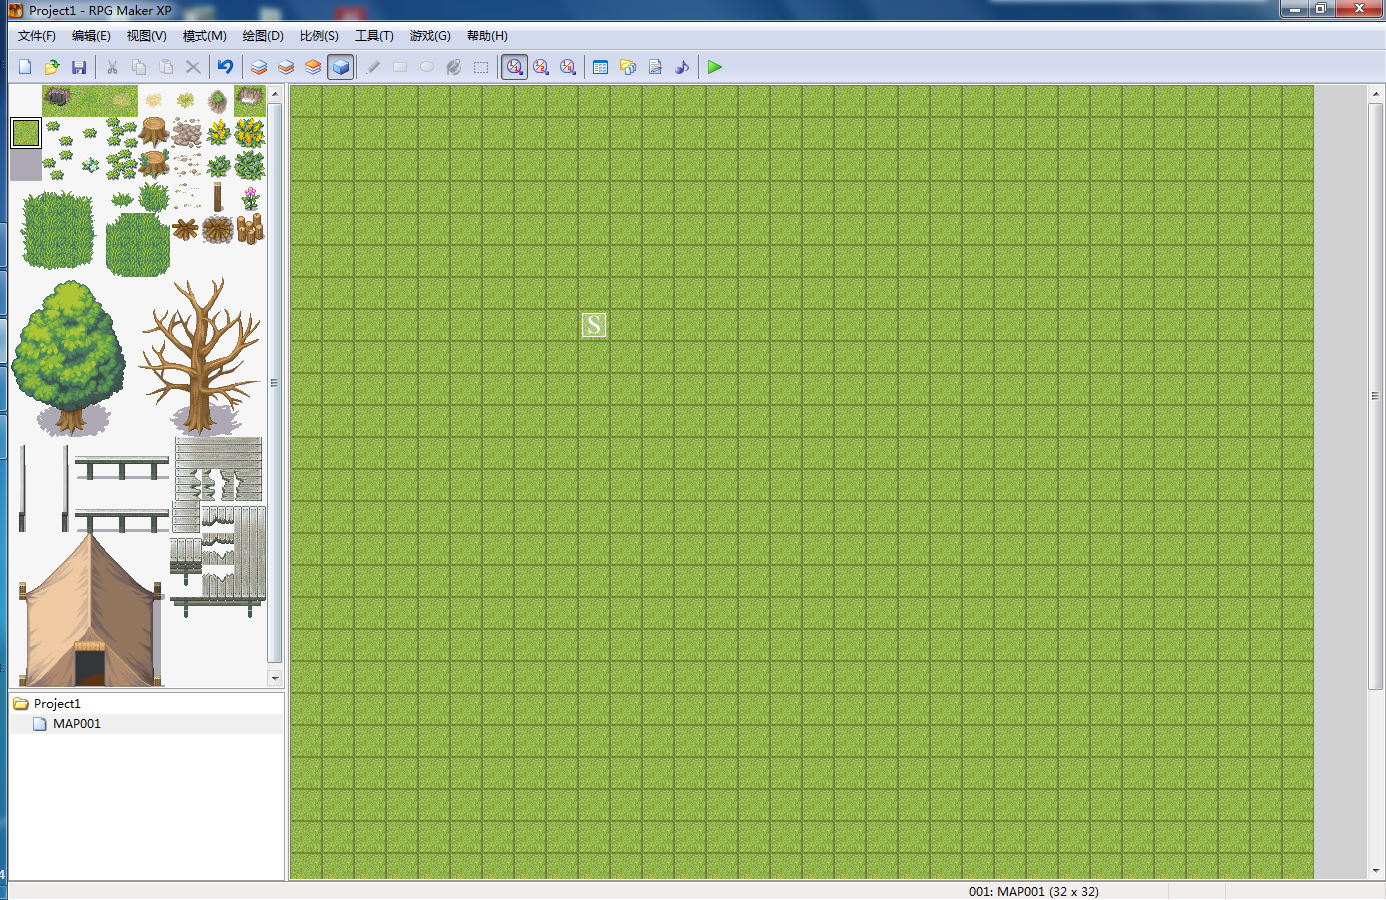 Project1 - RPG Maker XP
文件(F) 编辑(E) 视图(V) 模式(M) 绘图(D) 比例(S) 工具(T) 游戏(G) 帮助(H)
S
Project1
MAP001
4
001: MAP001 (32 x 32)